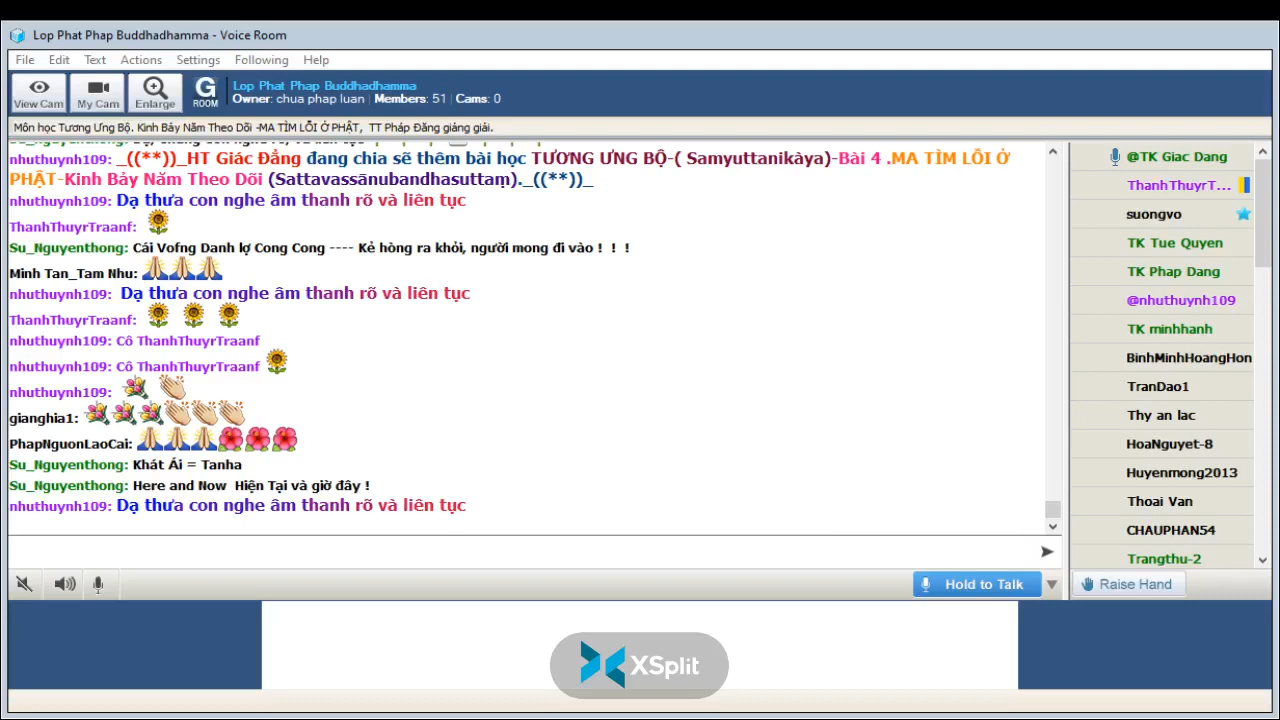 Lop Phat Phap Buddhadhamma - Voice Room
File Edit Text Actions Settings Following Help
View Cam My Cam Enlarge G ROOM
Lop Phat Phap Buddhadhamma
Owner: chua phap luan | Members: 51 | Cams: 0
Môn học Tương Ưng Bộ. Kinh Bảy Năm Theo Dõi -MA TÌM LỖI Ở PHẬT, TT Pháp Đăng giảng giải.
nhuthuynh109: _((**))_HT Giác Đẳng đang chia sẽ thêm bài học TƯƠNG ƯNG BỘ-( Samyuttanikàya)-Bài 4 .MA TÌM LỖI Ở
PHẬT-Kinh Bảy Năm Theo Dõi (Sattavassānubandhasuttaṃ)._((**))_
nhuthuynh109: Dạ thưa con nghe âm thanh rõ và liên tục
ThanhThuyrTraanf:
Su_Nguyenthong: Cái Vofng Danh lợ Cong Cong ---- Kẻ hòng ra khỏi, người mong đi vào ! ! !
Minh Tan_Tam Nhu:
nhuthuynh109: Dạ thưa con nghe âm thanh rõ và liên tục
ThanhThuyrTraanf:
nhuthuynh109: Cô ThanhThuyrTraanf
nhuthuynh109: Cô ThanhThuyrTraanf
nhuthuynh109:
gianghia1:
PhapNguonLaoCai:
Su_Nguyenthong: Khát Ái = Tanha
Su_Nguyenthong: Here and Now Hiện Tại và giờ đây !
nhuthuynh109: Dạ thưa con nghe âm thanh rõ và liên tục
@TK Giac Dang
ThanhThuyrT...
suongvo
TK Tue Quyen
TK Phap Dang
@nhuthuynh109
TK minhhanh
BinhMinhHoangHon
TranDao1
Thy an lac
HoaNguyet-8
Huyenmong2013
Thoai Van
CHAUPHAN54
Trangthu-2
Hold to Talk
Raise Hand
XSplit